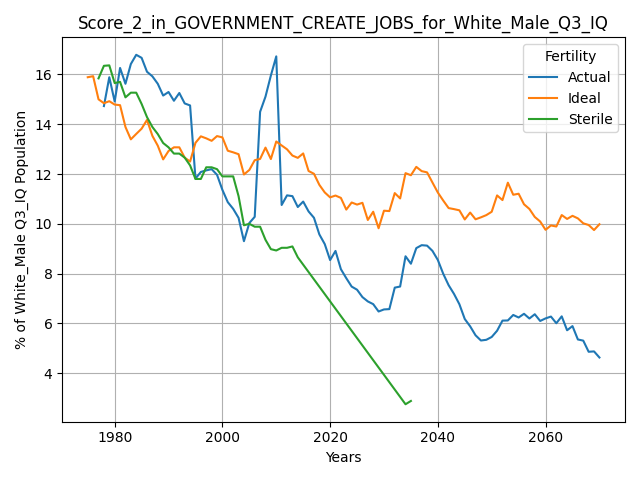 Score_2_in_GOVERNMENT_CREATE_JOBS_for_White_Male_Q3_IQ
Fertility
Actual
Ideal
Sterile
% of White_Male Q3_IQ Population
16
14
12
10
8
6
4
1980 2000 2020 2040 2060
Years